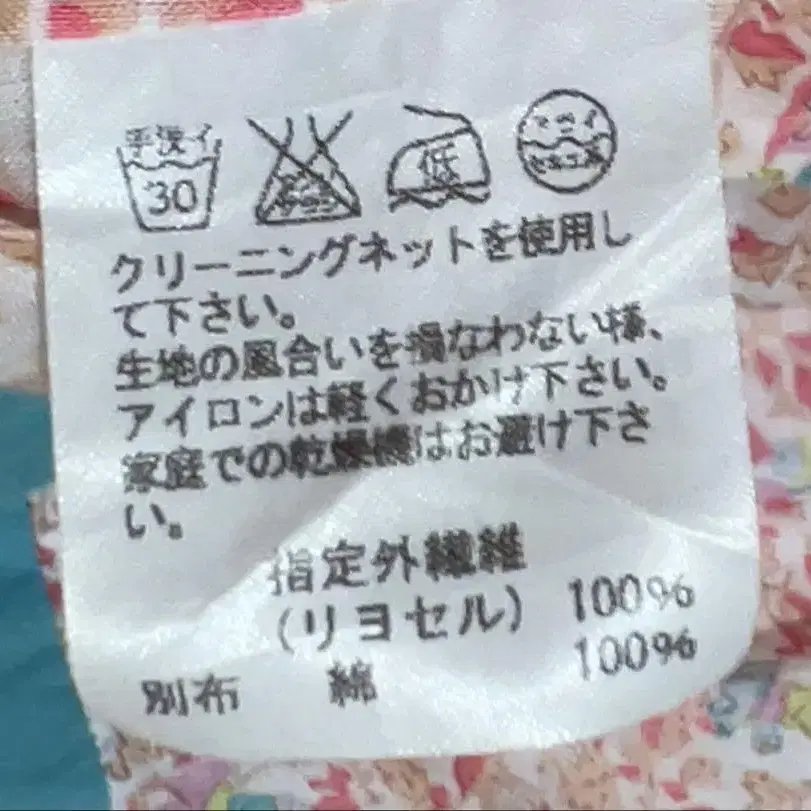 手洗イ
30
低
ドライ
セキユ系
クリーニングネットを使用し
て下さい。
生地の風合いを損なわない様、
アイロンは軽くおかけ下さい。
家庭での乾燥機はお避け下さ
い。
指定外繊維
(リヨセル) 100%
別布 綿 100%